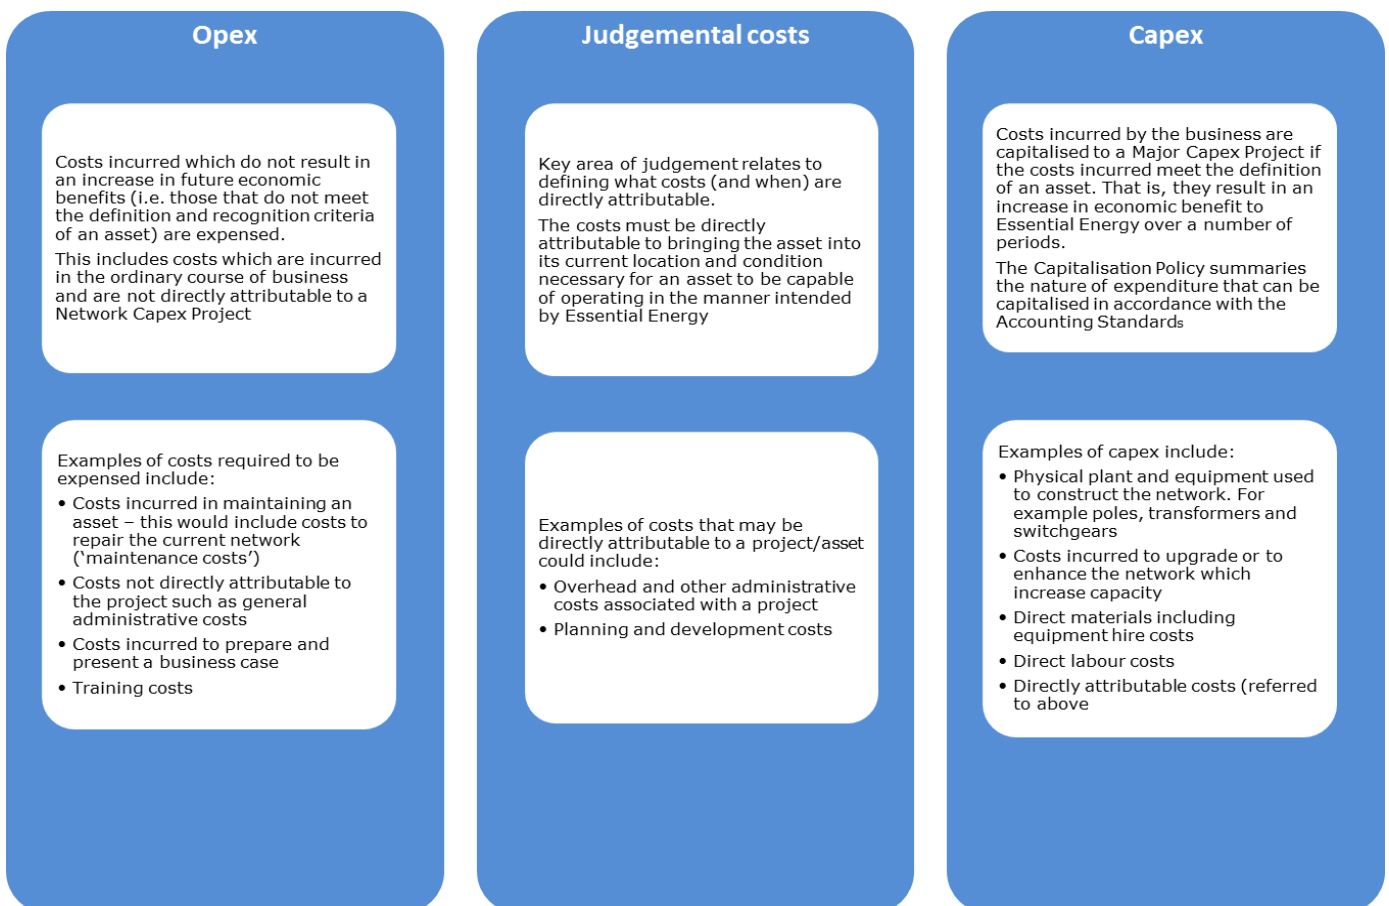 Opex
Costs incurred which do not result in
an increase in future economic
benefits (i.e. those that do not meet
the definition and recognition criteria
of an asset) are expensed.
This includes costs which are incurred
in the ordinary course of business
and are not directly attributable to a
Network Capex Project
Examples of costs required to be
expensed include:
• Costs incurred in maintaining an
asset – this would include costs to
repair the current network
(‘maintenance costs’)
• Costs not directly attributable to
the project such as general
administrative costs
• Costs incurred to prepare and
present a business case
• Training costs
Judgemental costs
Key area of judgement relates to
defining what costs (and when) are
directly attributable.
The costs must be directly
attributable to bringing the asset into
its current location and condition
necessary for an asset to be capable
of operating in the manner intended
by Essential Energy
Examples of costs that may be
directly attributable to a project/asset
could include:
• Overhead and other administrative
costs associated with a project
• Planning and development costs
Capex
Costs incurred by the business are
capitalised to a Major Capex Project if
the costs incurred meet the definition
of an asset. That is, they result in an
increase in economic benefit to
Essential Energy over a number of
periods.
The Capitalisation Policy summaries
the nature of expenditure that can be
capitalised in accordance with the
Accounting Standards
Examples of capex include:
• Physical plant and equipment used
to construct the network. For
example poles, transformers and
switchgears
• Costs incurred to upgrade or to
enhance the network which
increase capacity
• Direct materials including
equipment hire costs
• Direct labour costs
• Directly attributable costs (referred
to above